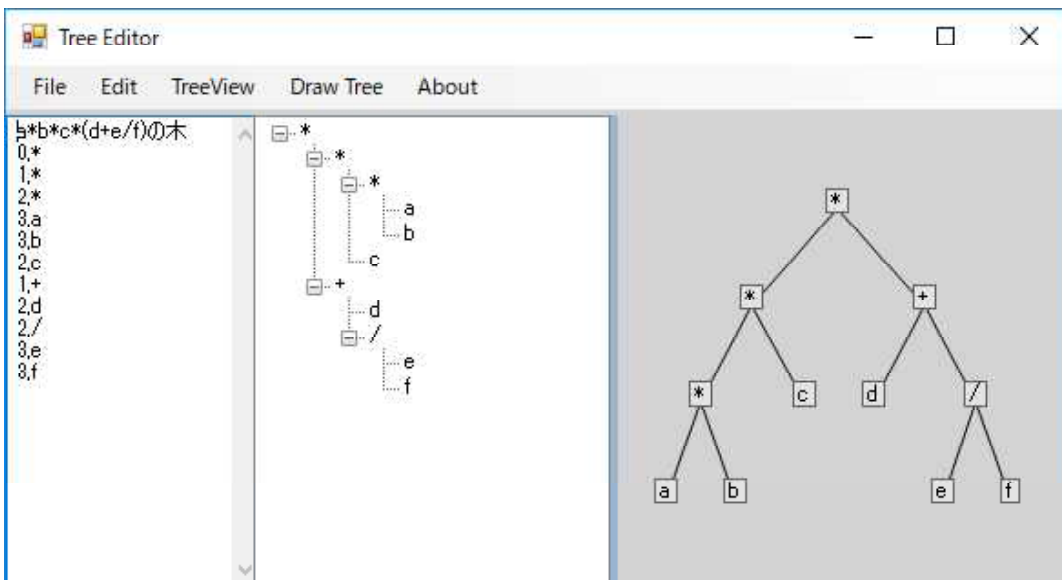 Tree Editor
File Edit TreeView Draw Tree About
a*b*c*(d+e/f)の木
0,*
1,*
2,*
3,a
3,b
2,c
1,+
2,d
2,/
3,e
3,f
*
*
*
a
b
c
+
d
/
e
f
*
* +
* c d /
a b e f